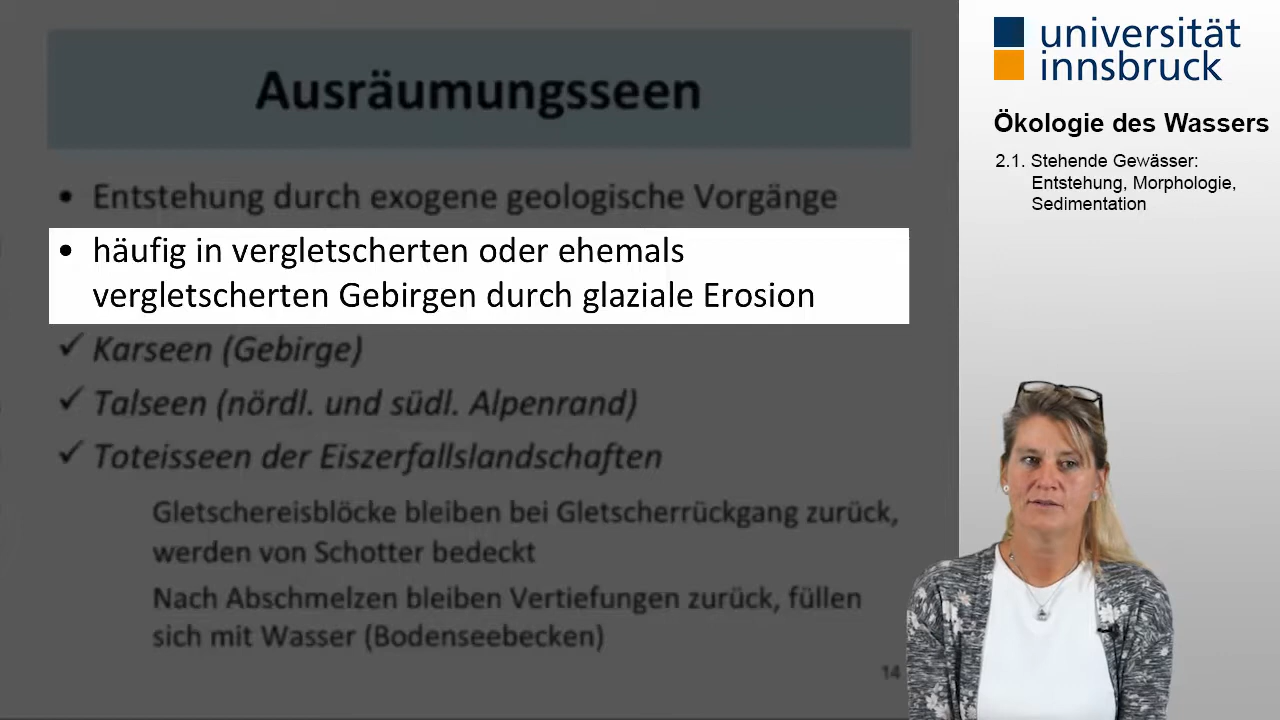 Ausräumungsseen
• Entstehung durch exogene geologische Vorgänge
• häufig in vergletscherten oder ehemals
vergletscherten Gebirgen durch glaziale Erosion
✓ Karseen (Gebirge)
✓ Talseen (nördl. und südl. Alpenrand)
✓ Toteisseen der Eiszerfallslandschaften
Gletschereisblöcke bleiben bei Gletscherrückgang zurück,
werden von Schotter bedeckt
Nach Abschmelzen bleiben Vertiefungen zurück, füllen
sich mit Wasser (Bodenseebecken)
14
universität
innsbruck
Ökologie des Wassers
2.1. Stehende Gewässer:
Entstehung, Morphologie,
Sedimentation